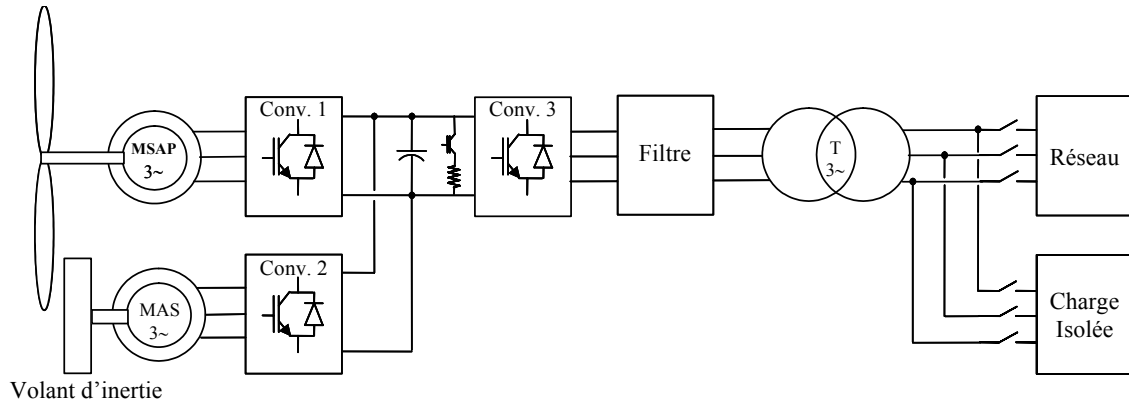 Conv. 1
Conv. 3
MSAP
3~
Filtre
T
3~
Réseau
Conv. 2
MAS
3~
Charge
Isolée
Volant d’inertie